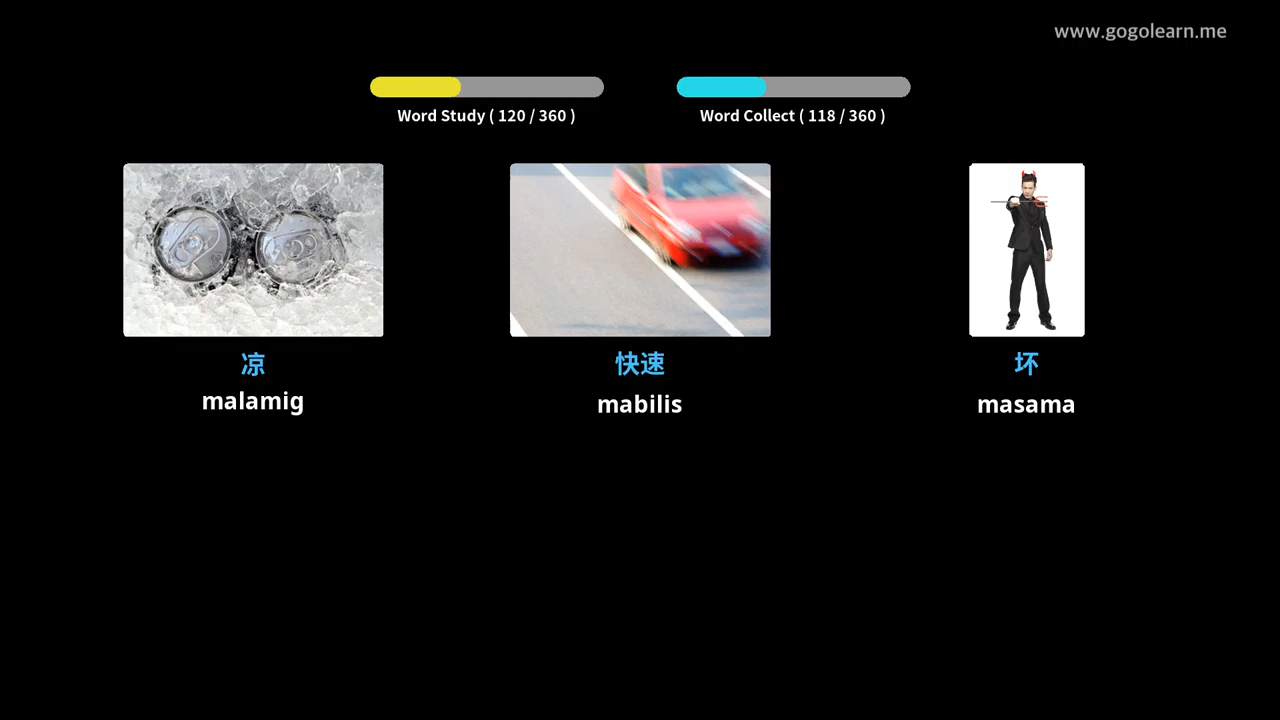 www.gogolearn.me
Word Study ( 120 / 360 )
Word Collect ( 118 / 360 )
凉
快速
坏
malamig
mabilis
masama